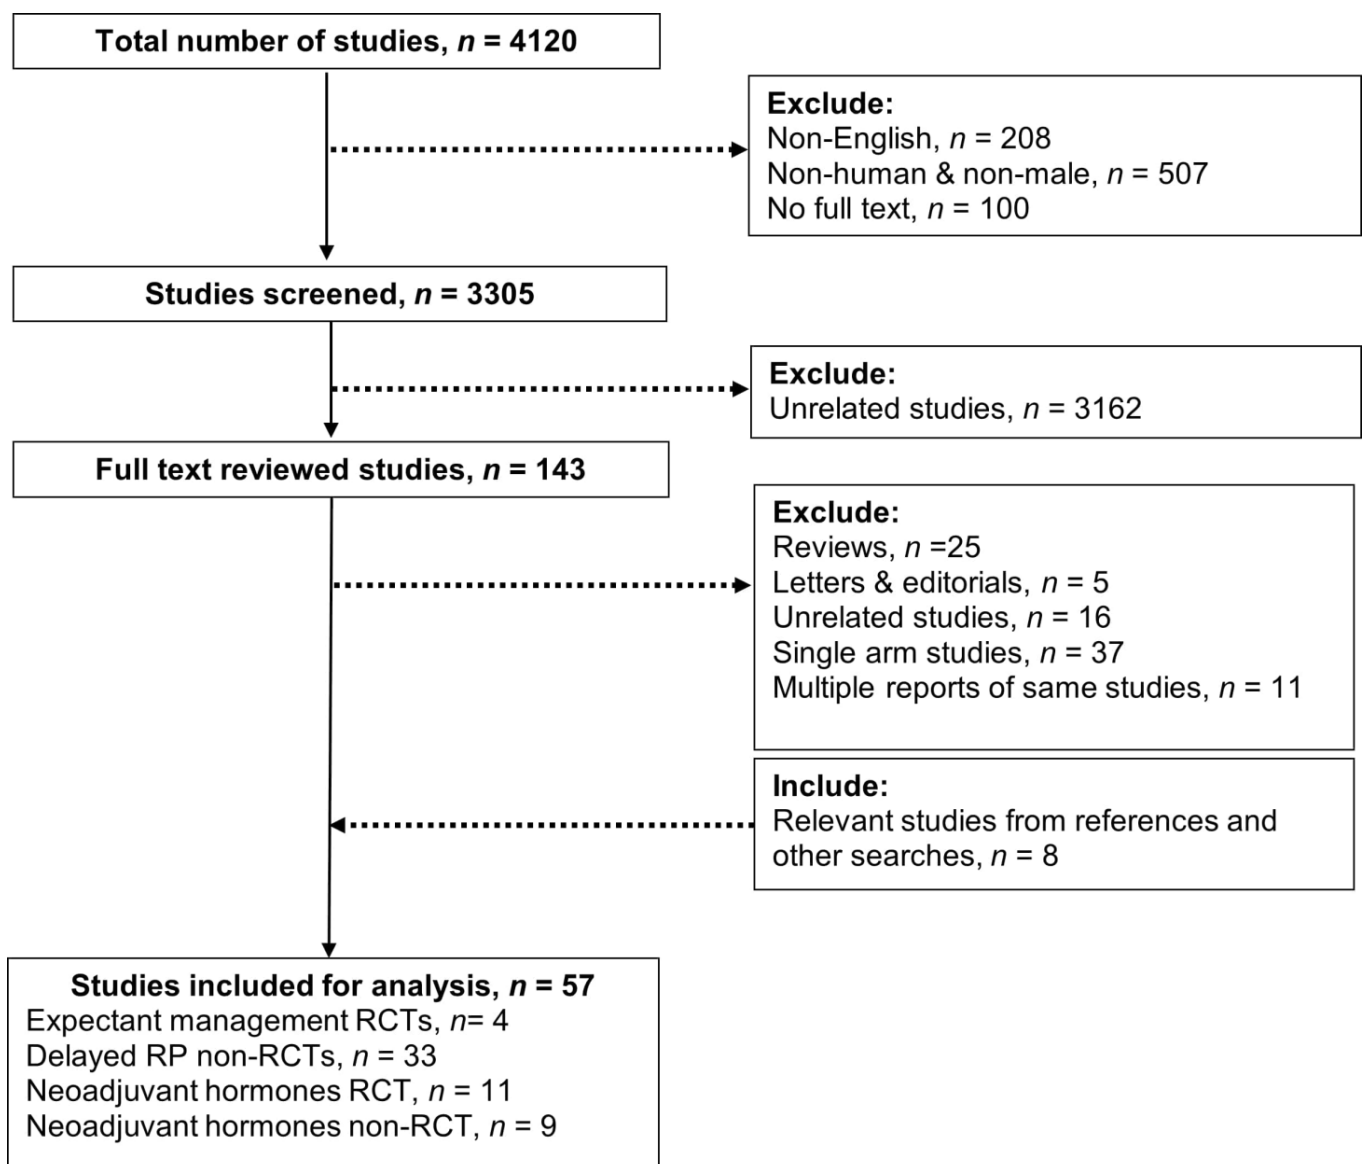 Total number of studies, n = 4120
Exclude:
Non-English, n = 208
Non-human & non-male, n = 507
No full text, n = 100
Studies screened, n = 3305
Exclude:
Unrelated studies, n = 3162
Full text reviewed studies, n = 143
Exclude:
Reviews, n =25
Letters & editorials, n = 5
Unrelated studies, n = 16
Single arm studies, n = 37
Multiple reports of same studies, n = 11
Include:
Relevant studies from references and
other searches, n = 8
Studies included for analysis, n = 57
Expectant management RCTs, n= 4
Delayed RP non-RCTs, n = 33
Neoadjuvant hormones RCT, n = 11
Neoadjuvant hormones non-RCT, n = 9